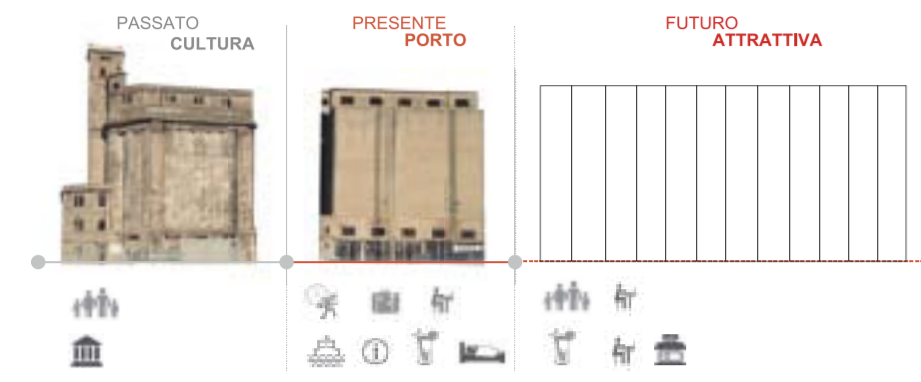 PASSATO
CULTURA
PRESENTE
PORTO
FUTURO
ATTRATTIVA